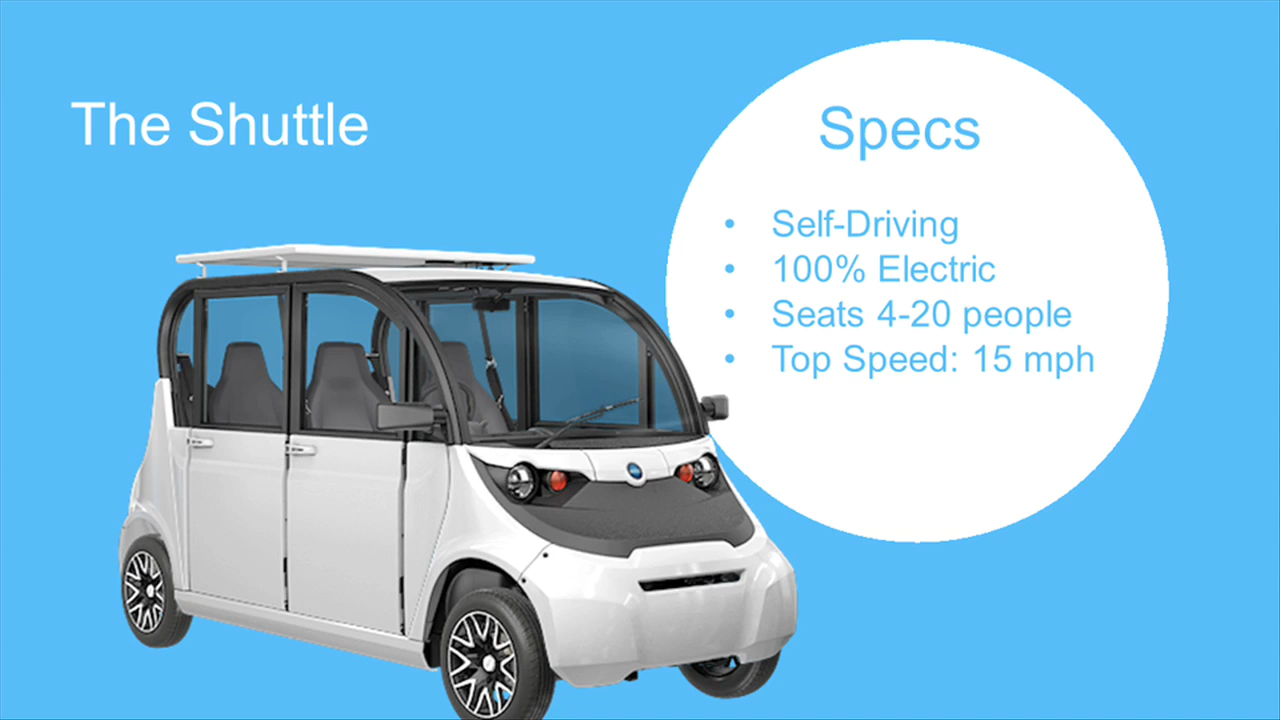 The Shuttle
Specs
• Self-Driving
• 100% Electric
• Seats 4-20 people
• Top Speed: 15 mph